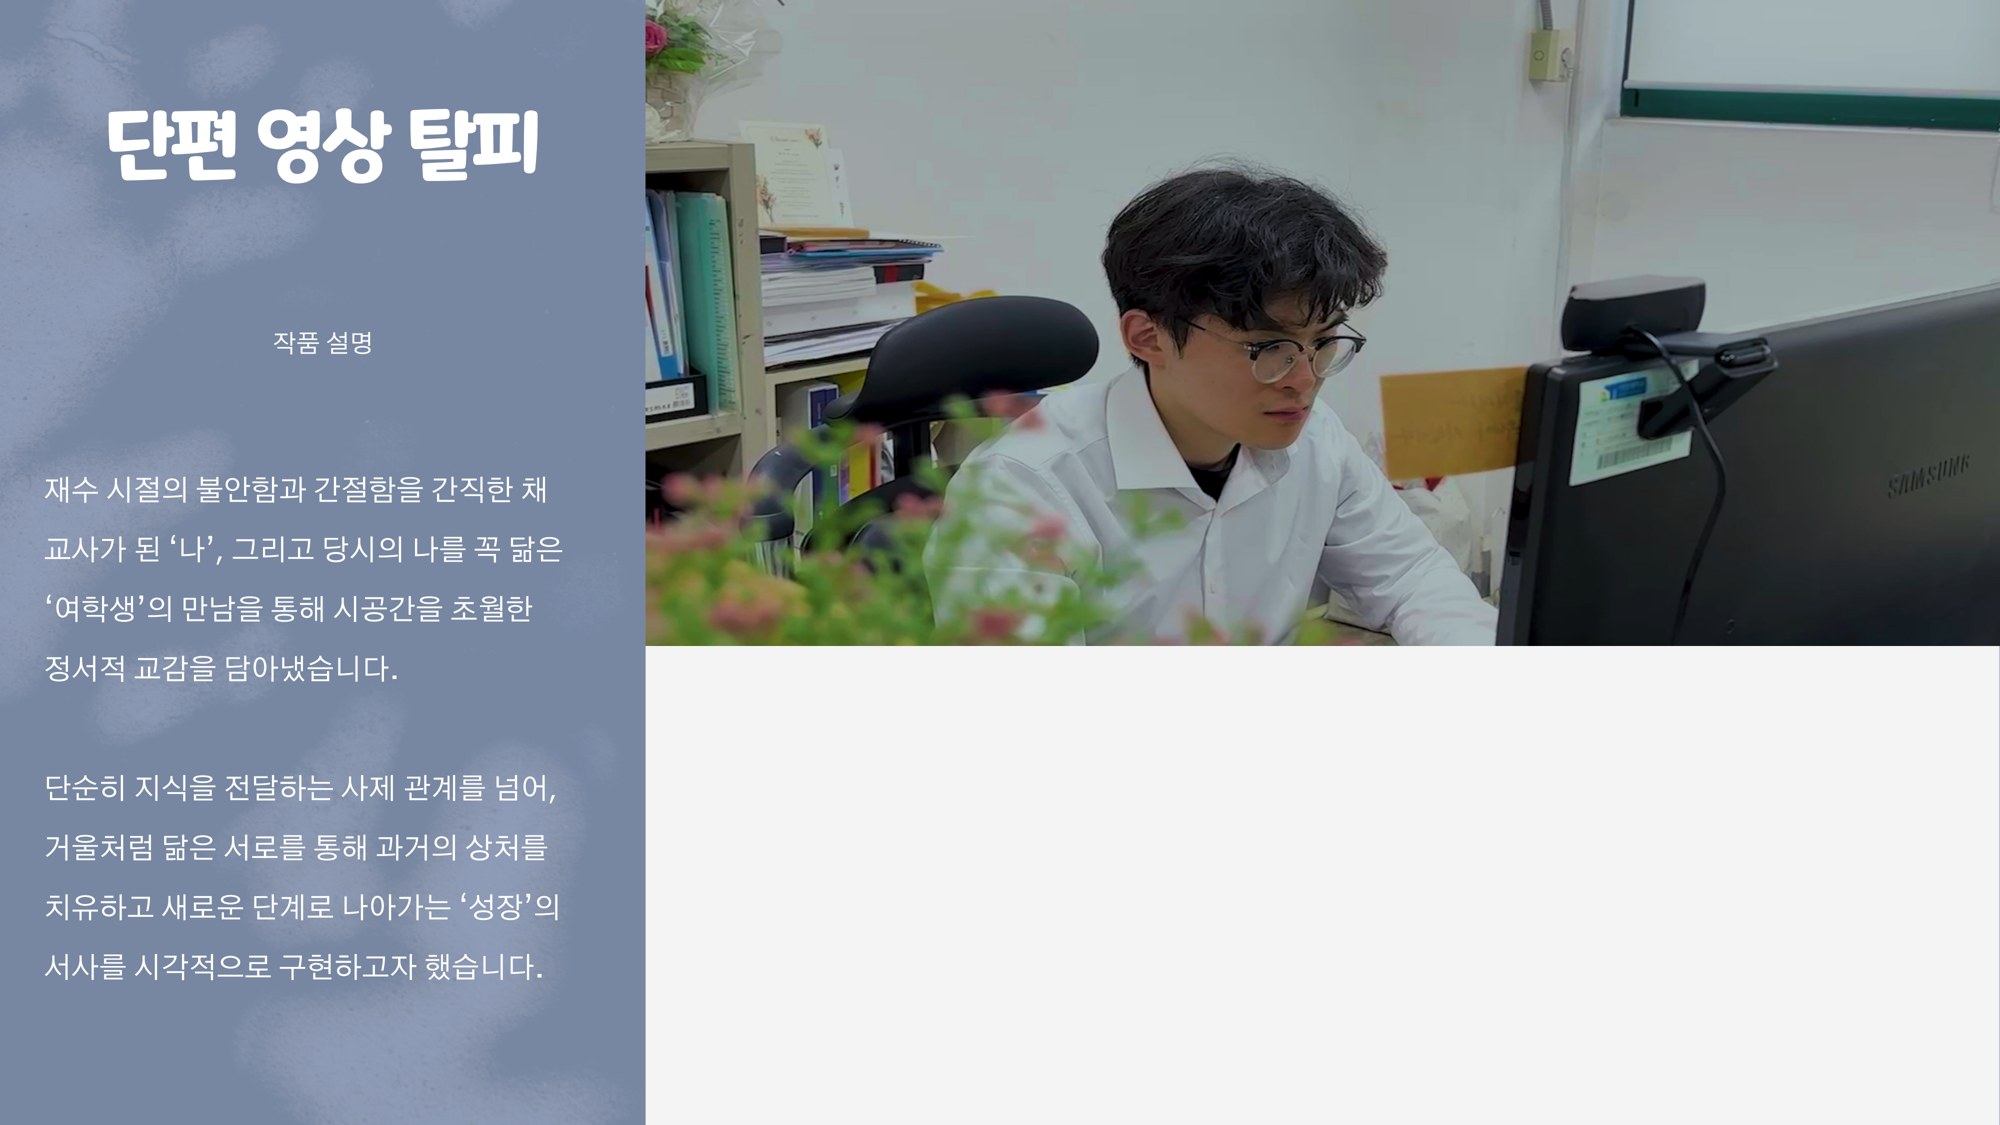 단편 영상 탈피
작품 설명
재수 시절의 불안함과 간절함을 간직한 채
교사가 된 ‘나’, 그리고 당시의 나를 꼭 닮은
‘여학생’의 만남을 통해 시공간을 초월한
정서적 교감을 담아냈습니다.
단순히 지식을 전달하는 사제 관계를 넘어,
거울처럼 닮은 서로를 통해 과거의 상처를
치유하고 새로운 단계로 나아가는 ‘성장’의
서사를 시각적으로 구현하고자 했습니다.
SAMSUNG